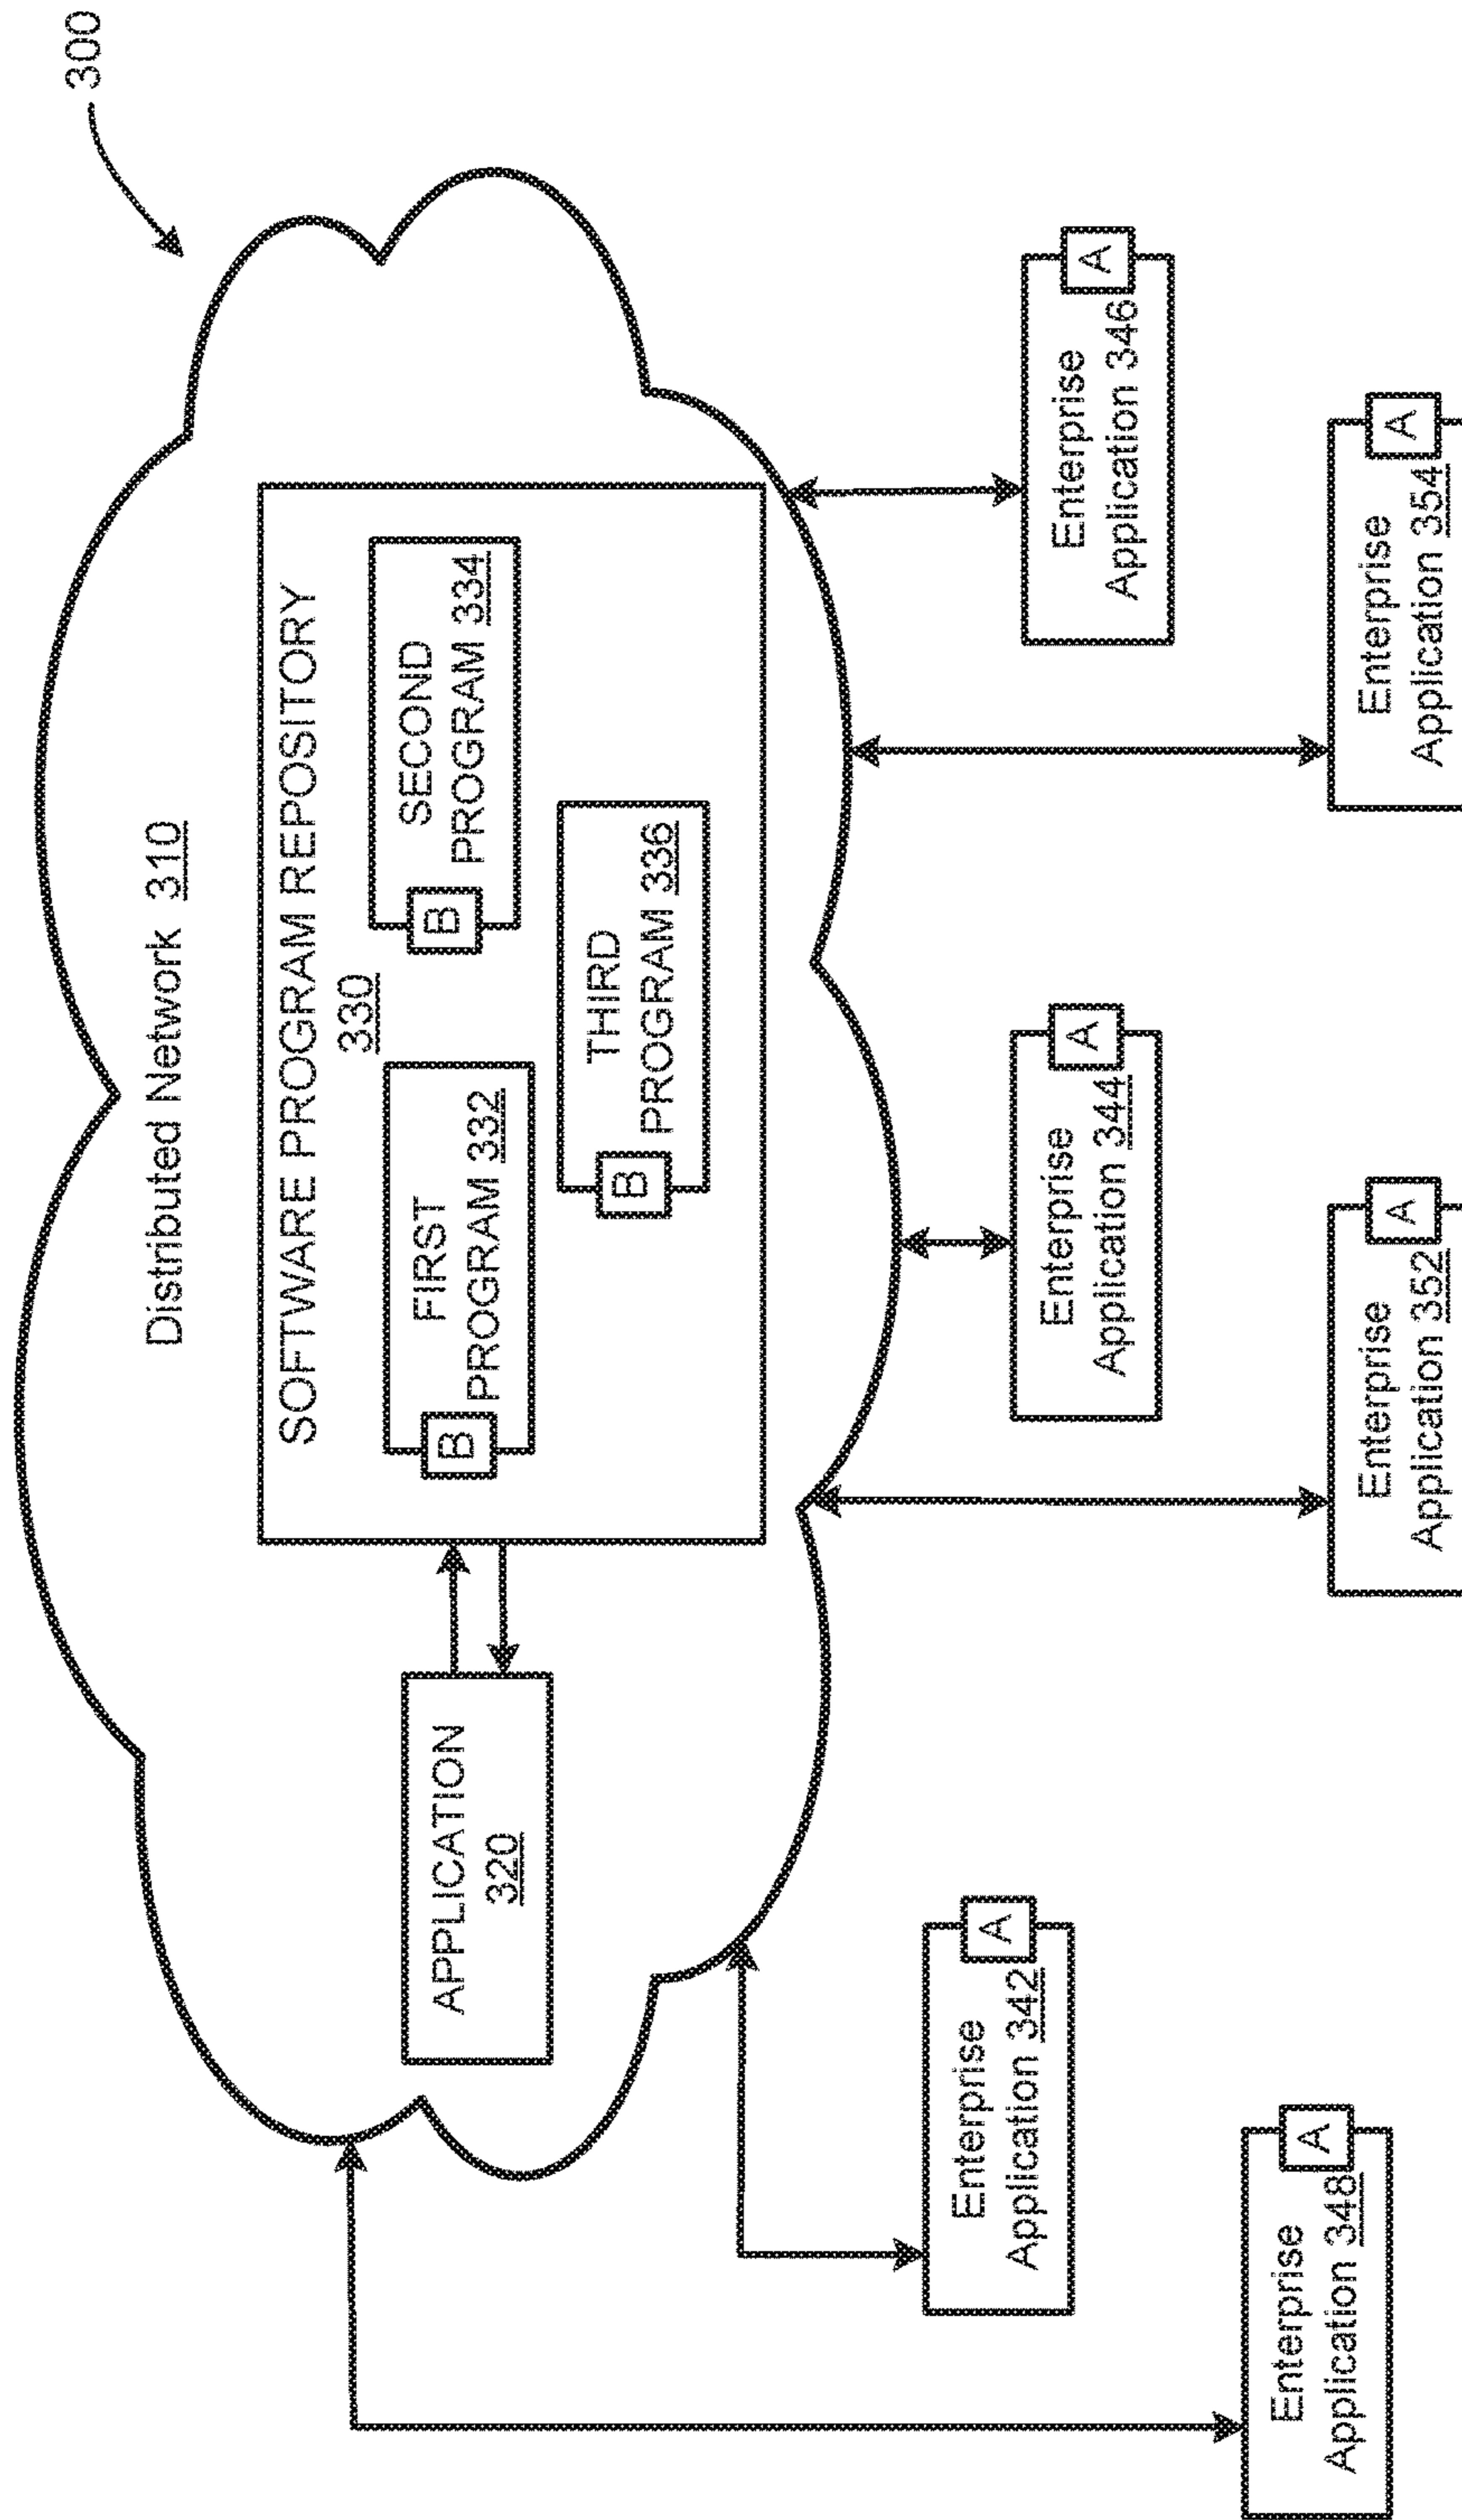 300
Distributed Network 310
SOFTWARE PROGRAM REPOSITORY
330
FIRST
PROGRAM 332
B
SECOND
PROGRAM 334
B
THIRD
PROGRAM 336
B
APPLICATION
320
Enterprise
Application 342
A
Enterprise
Application 344
A
Enterprise
Application 346
A
Enterprise
Application 348
A
Enterprise
Application 352
A
Enterprise
Application 354
A